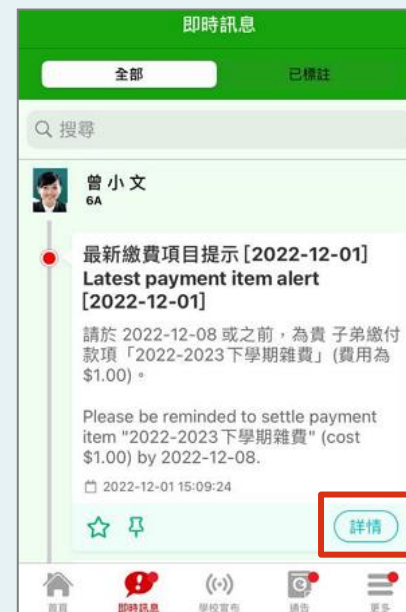 即時訊息
全部 已標註
搜尋
曾小文
6A
最新繳費項目提示 [2022-12-01]
Latest payment item alert
[2022-12-01]
請於 2022-12-08 或之前，為貴 子弟繳付
款項「2022-2023下學期雜費」(費用為
$1.00)。
Please be reminded to settle payment
item "2022-2023下學期雜費" (cost
$1.00) by 2022-12-08.
2022-12-01 15:09:24
詳情
首頁 即時訊息 學校宣布 通告 更多